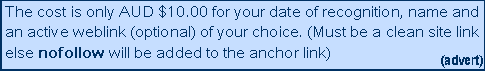 The cost is only AUD $10.00 for your date of recognition, name and
an active weblink (optional) of your choice. (Must be a clean site link
else nofollow will be added to the anchor link)
(advert)